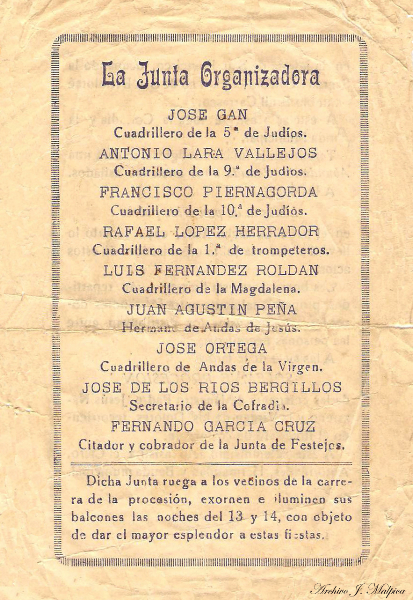 La Junta Organizadora
JOSE GAN
Cuadrillero de la 5ª de Judíos.
ANTONIO LARA VALLEJOS
Cuadrillero de la 9.ª de Judios.
FRANCISCO PIERNAGORDA
Cuadrillero de la 10.ª de Judíos.
RAFAEL LOPEZ HERRADOR
Cuadrillero de la 1.ª de trompeteros.
LUIS FERNANDEZ ROLDAN
Cuadrillero de la Magdalena.
JUAN AGUSTIN PEÑA
Hermano de Andas de Jesús.
JOSE ORTEGA
Cuadrillero de Andas de la Virgen.
JOSE DE LOS RIOS BERGILLOS
Secretario de la Cofradía.
FERNANDO GARCIA CRUZ
Citador y cobrador de la Junta de Festejos.
Dicha Junta ruega a los vecinos de la carre-
ra de la procesión, exornen e iluminen sus
balcones las noches del 13 y 14, con objeto
de dar el mayor esplendor a estas fiestas.
Archivo J. Malpica